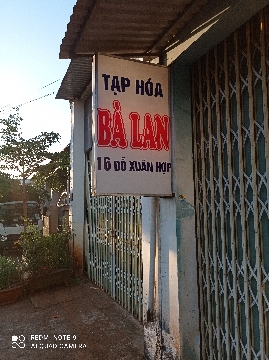 TẠP HÓA
BÀ LAN
16 ĐỖ XUÂN HỢP
REDMI NOTE 9
AI QUAD CAMERA